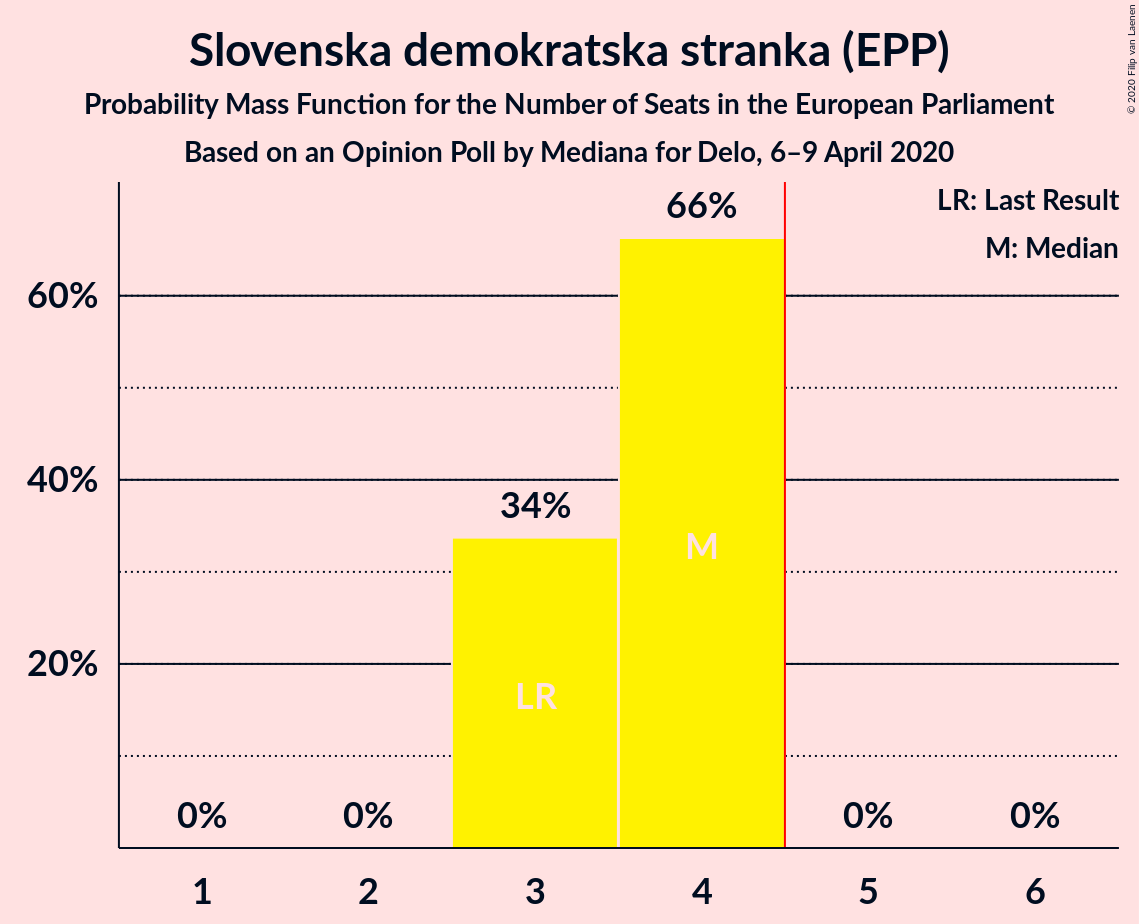 Slovenska demokratska stranka (EPP)
Probability Mass Function for the Number of Seats in the European Parliament
Based on an Opinion Poll by Mediana for Delo, 6–9 April 2020
© 2020 Filip van Laenen
LR: Last Result
M: Median
66%
60%
40%
34%
M
20%
LR
0%
0%
0%
0%
1
2
3
4
5
6